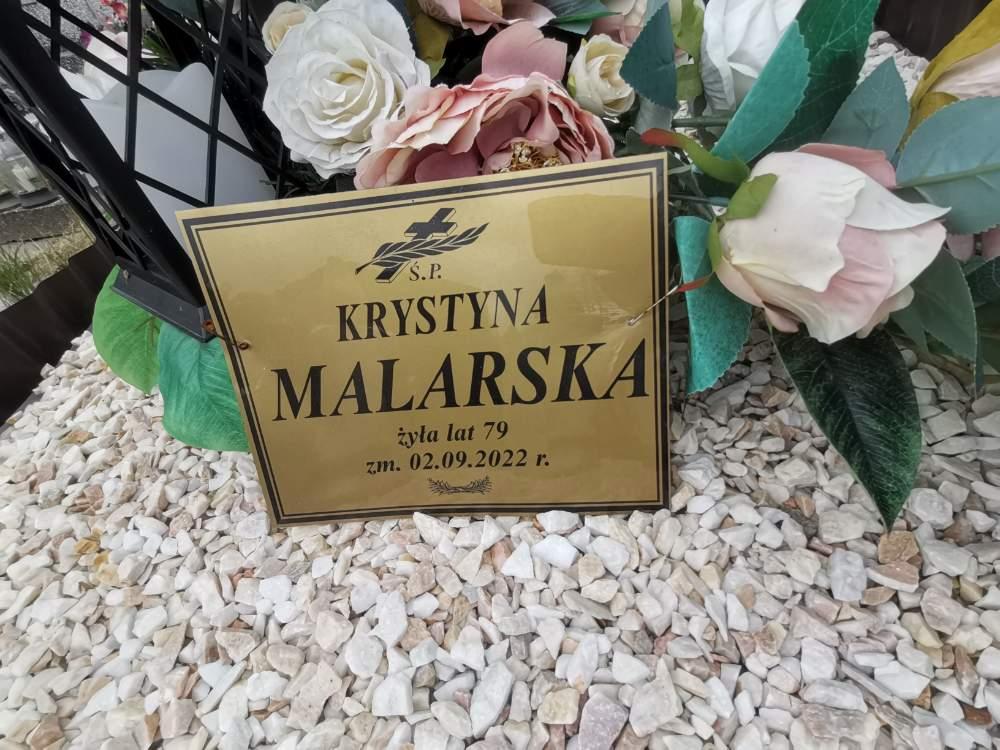 Ś.P.
KRYSTYNA
MALARSKA
żyła lat 79
zm. 02.09.2022 r.